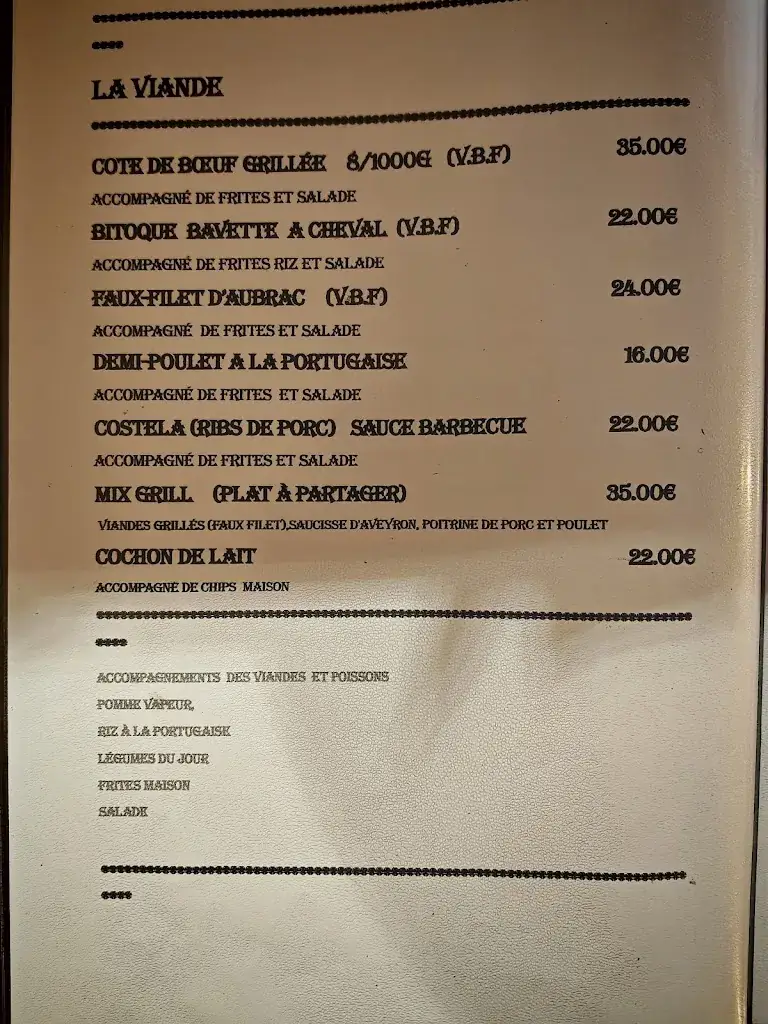 LA VIANDE
COTE DE BŒUF GRILLÉE 8/1000G (V.B.F) 35.00€
ACCOMPAGNÉ DE FRITES ET SALADE
BITOQUE BAVETTE A CHEVAL (V.B.F) 22.00€
ACCOMPAGNÉ DE FRITES RIZ ET SALADE
FAUX-FILET D'AUBRAC (V.B.F) 24.00€
ACCOMPAGNÉ DE FRITES ET SALADE
DEMI-POULET A LA PORTUGAISE 16.00€
ACCOMPAGNÉ DE FRITES ET SALADE
COSTELA (RIBS DE PORC) SAUCE BARBECUE 22.00€
ACCOMPAGNÉ DE FRITES ET SALADE
MIX GRILL (PLAT À PARTAGER) 35.00€
VIANDES GRILLÉS (FAUX FILET),SAUCISSE D'AVEYRON, POITRINE DE PORC ET POULET
COCHON DE LAIT 22.00€
ACCOMPAGNÉ DE CHIPS MAISON
ACCOMPAGNEMENTS DES VIANDES ET POISSONS
POMME VAPEUR,
RIZ À LA PORTUGAISE
LÉGUMES DU JOUR
FRITES MAISON
SALADE